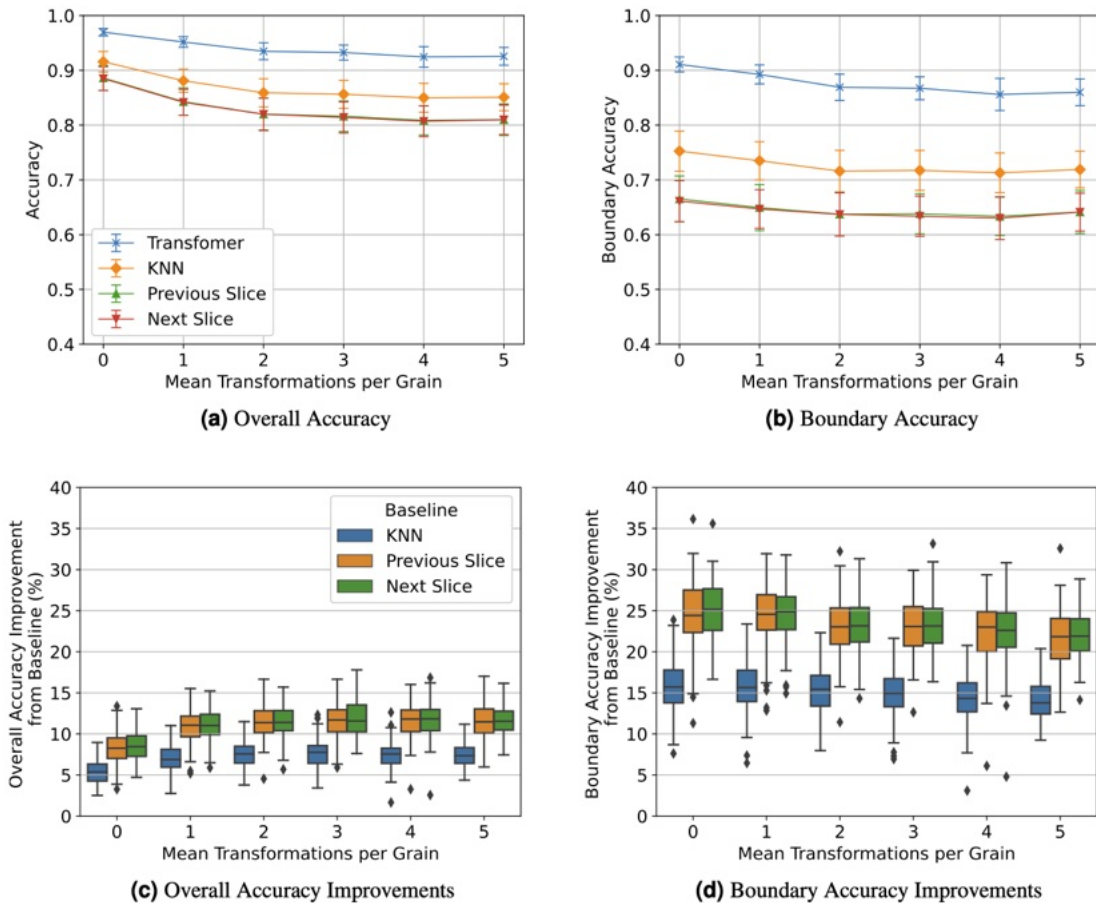 1.0
0.9
0.8
0.7
0.6
0.5
0.4
Accuracy
Transfomer
KNN
Previous Slice
Next Slice
0 1 2 3 4 5
Mean Transformations per Grain
(a) Overall Accuracy
1.0
0.9
0.8
0.7
0.6
0.5
0.4
Boundary Accuracy
0 1 2 3 4 5
Mean Transformations per Grain
(b) Boundary Accuracy
40
35
30
25
20
15
10
5
0
Overall Accuracy Improvement
from Baseline (%)
Baseline
KNN
Previous Slice
Next Slice
0 1 2 3 4 5
Mean Transformations per Grain
(c) Overall Accuracy Improvements
40
35
30
25
20
15
10
5
0
Boundary Accuracy Improvement
from Baseline (%)
0 1 2 3 4 5
Mean Transformations per Grain
(d) Boundary Accuracy Improvements